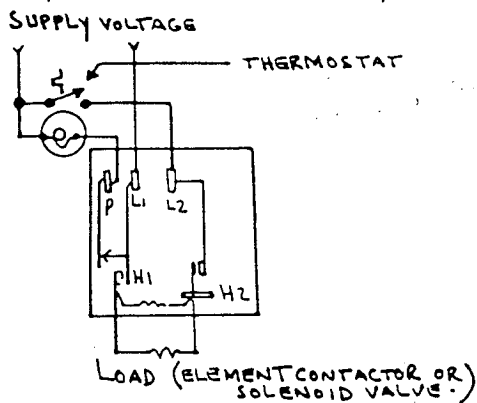 SUPPLY VOLTAGE
THERMOSTAT
P L1 L2
H1
H2
LOAD (ELEMENT CONTACTOR OR
SOLENOID VALVE.)